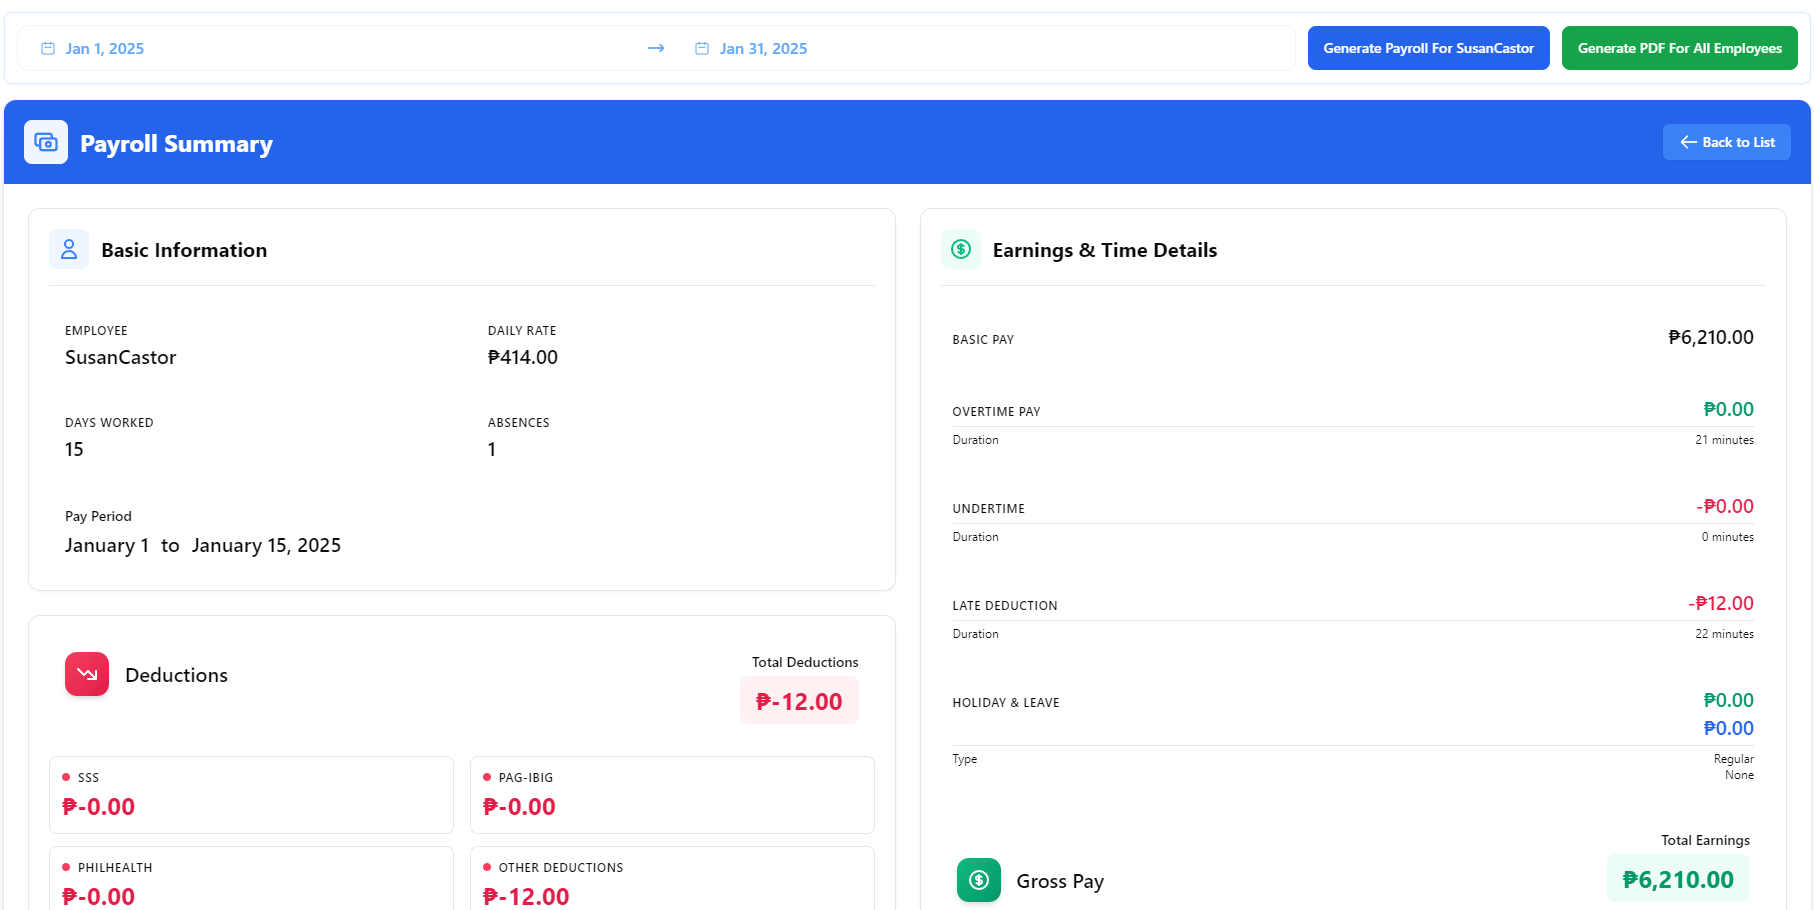 Jan 1, 2025 → Jan 31, 2025
Generate Payroll For SusanCastor
Generate PDF For All Employees
Payroll Summary
← Back to List
Basic Information
EMPLOYEE
SusanCastor
DAILY RATE
₱414.00
DAYS WORKED
15
ABSENCES
1
Pay Period
January 1 to January 15, 2025
Deductions
Total Deductions
₱-12.00
SSS
₱-0.00
PAG-IBIG
₱-0.00
PHILHEALTH
₱-0.00
OTHER DEDUCTIONS
₱-12.00
Earnings & Time Details
BASIC PAY
₱6,210.00
OVERTIME PAY
₱0.00
Duration
21 minutes
UNDERTIME
-₱0.00
Duration
0 minutes
LATE DEDUCTION
-₱12.00
Duration
22 minutes
HOLIDAY & LEAVE
₱0.00
₱0.00
Type
Regular
None
Gross Pay
Total Earnings
₱6,210.00